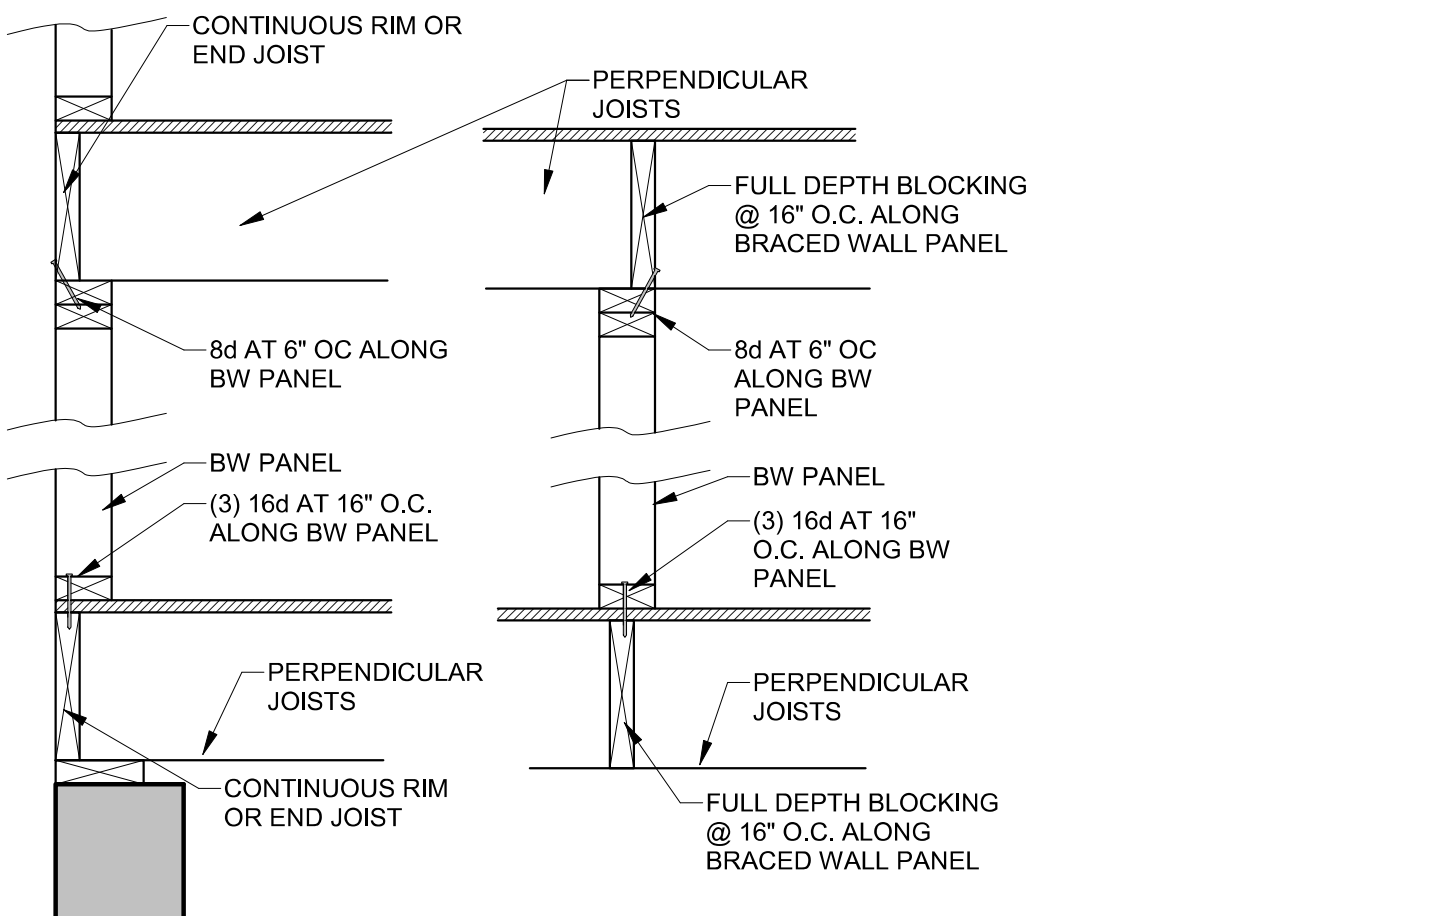 CONTINUOUS RIM OR
END JOIST
PERPENDICULAR
JOISTS
FULL DEPTH BLOCKING
@ 16" O.C. ALONG
BRACED WALL PANEL
8d AT 6" OC ALONG
BW PANEL
8d AT 6" OC
ALONG BW
PANEL
BW PANEL
(3) 16d AT 16" O.C.
ALONG BW PANEL
BW PANEL
(3) 16d AT 16"
O.C. ALONG BW
PANEL
PERPENDICULAR
JOISTS
PERPENDICULAR
JOISTS
CONTINUOUS RIM
OR END JOIST
FULL DEPTH BLOCKING
@ 16" O.C. ALONG
BRACED WALL PANEL